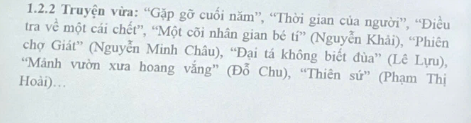 1.2.2 Truyện vừa: “Gặp gỡ cuối năm”, “Thời gian của người”, “Điều
tra về một cái chết”, “Một cõi nhân gian bé tí” (Nguyễn Khải), “Phiên
chợ Giát” (Nguyễn Minh Châu), “Đại tá không biết đùa” (Lê Lựu),
“Mảnh vườn xưa hoang vắng” (Đỗ Chu), “Thiên sứ” (Phạm Thị
Hoài)…